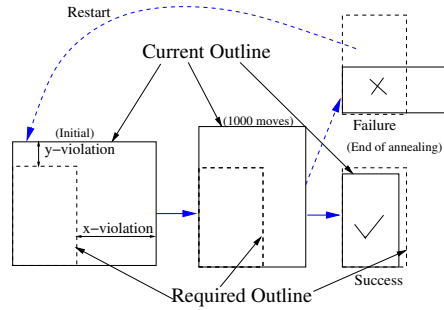 Restart
Current Outline
(Initial)
(1000 moves)
y-violation
Failure
(End of annealing)
x-violation
Required Outline
Success